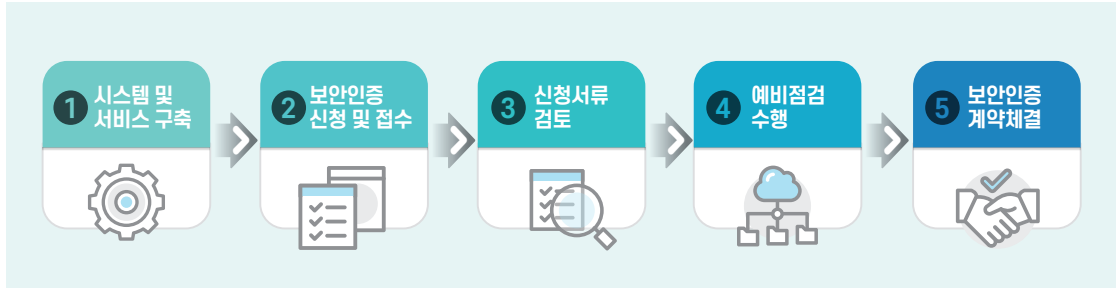 1 시스템 및
서비스 구축
2 보안인증
신청 및 접수
3 신청서류
검토
4 예비점검
수행
5 보안인증
계약체결